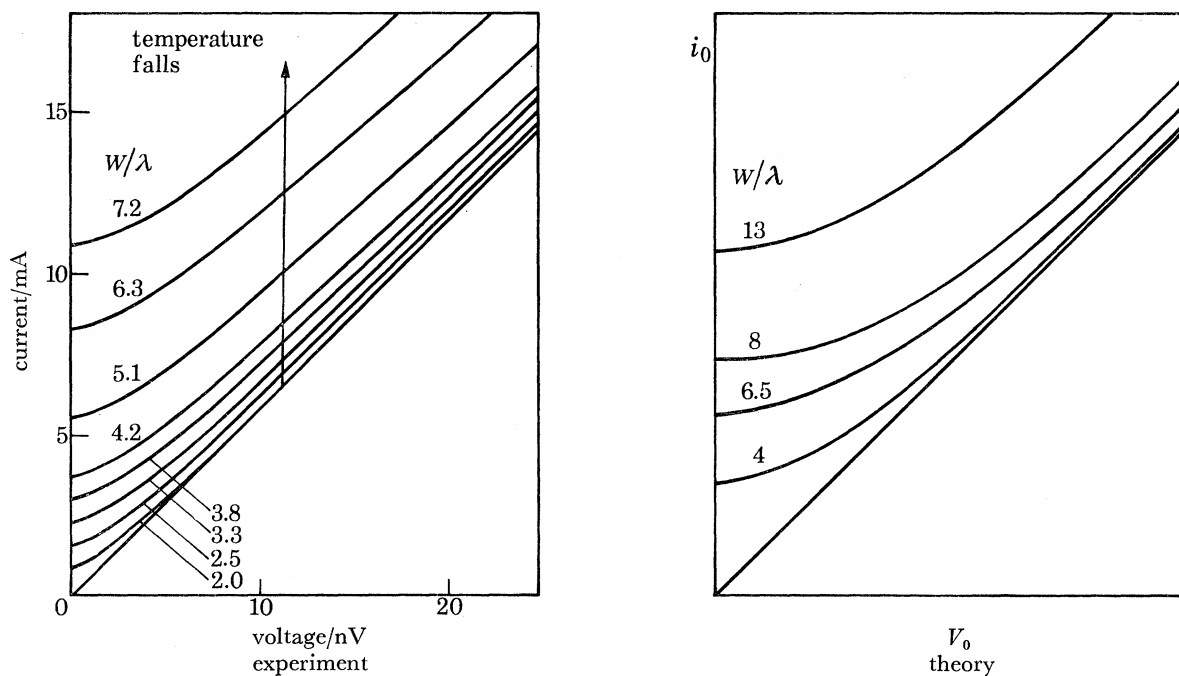 temperature
falls
15
W/λ
7.2
10
6.3
5.1
5
4.2
3.8
3.3
2.5
2.0
0
10
20
current/mA
voltage/nV
experiment
i₀
W/λ
13
8
6.5
4
V₀
theory